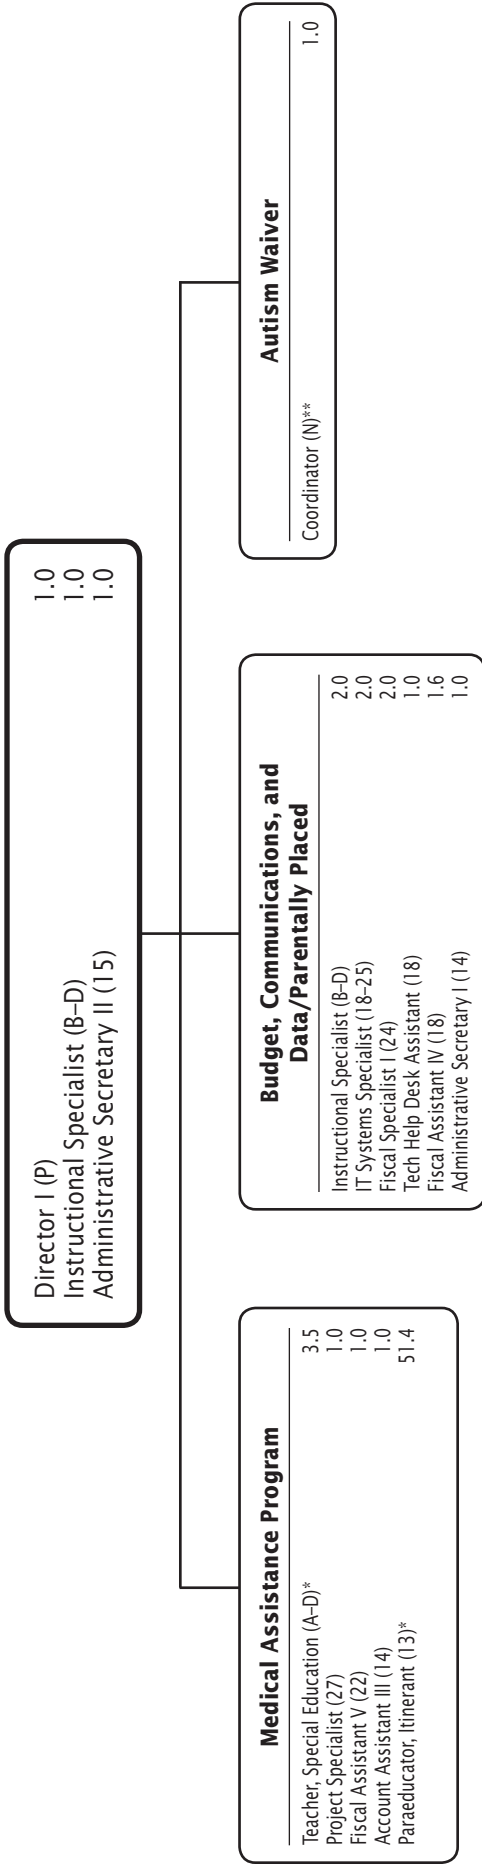 Director I (P) 1.0
Instructional Specialist (B–D) 1.0
Administrative Secretary II (15) 1.0
Medical Assistance Program
Teacher, Special Education (A–D)* 3.5
Project Specialist (27) 1.0
Fiscal Assistant V (22) 1.0
Account Assistant III (14) 1.0
Paraeducator, Itinerant (13)* 51.4
Budget, Communications, and
Data/Parentally Placed
Instructional Specialist (B–D) 2.0
IT Systems Specialist (18–25) 2.0
Fiscal Specialist I (24) 2.0
Tech Help Desk Assistant (18) 1.0
Fiscal Assistant IV (18) 1.6
Administrative Secretary I (14) 1.0
Autism Waiver
Coordinator (N)** 1.0